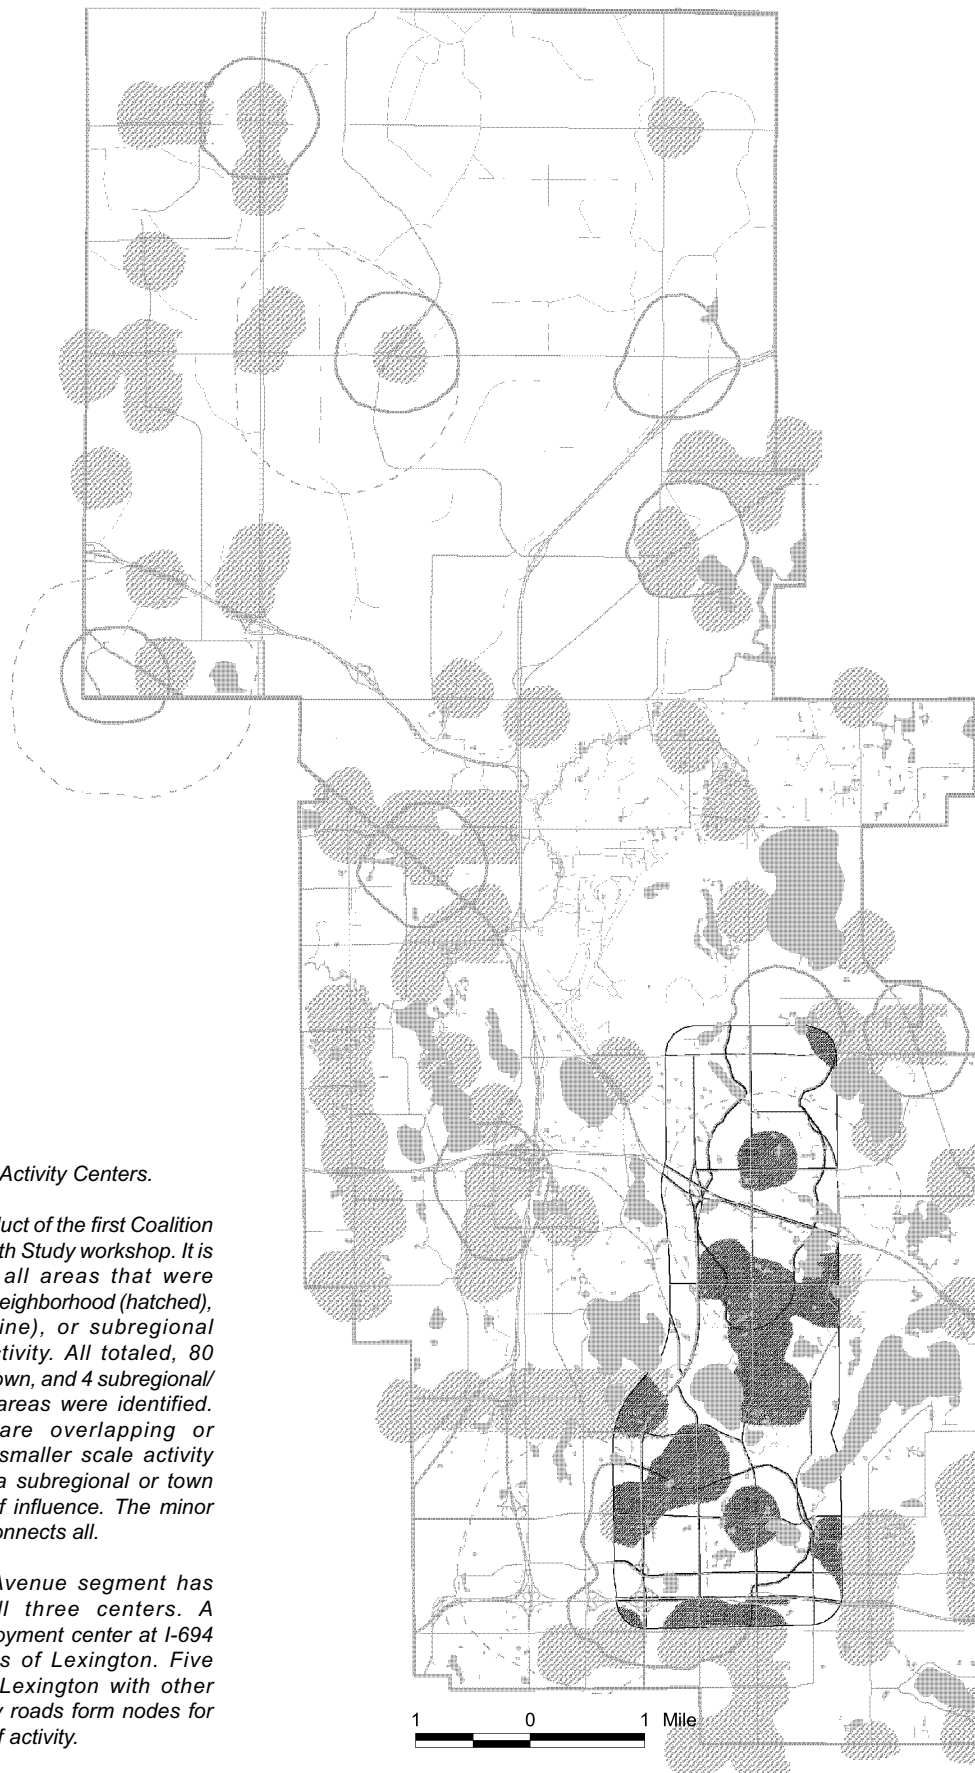 Activity Centers.
duct of the first Coalition
th Study workshop. It is
all areas that were
eighborhood (hatched),
ine), or subregional
ctivity. All totaled, 80
own, and 4 subregional/
areas were identified.
are overlapping or
smaller scale activity
a subregional or town
of influence. The minor
onnects all.
Avenue segment has
ll three centers. A
oyment center at I-694
s of Lexington. Five
Lexington with other
y roads form nodes for
f activity.
1 0 1 Mile